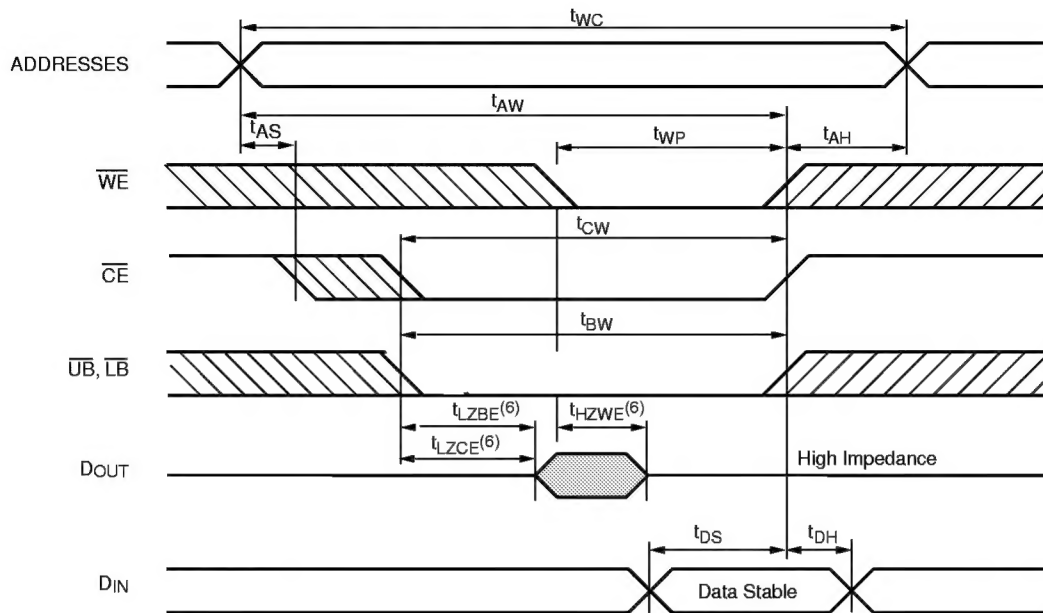 tWC
ADDRESSES
tAW
tAS
tWP
tAH
WE
tCW
CE
tBW
UB, LB
tLZBE(6)
tHZWE(6)
tLZCE(6)
High Impedance
DOUT
tDS
tDH
DIN
Data Stable